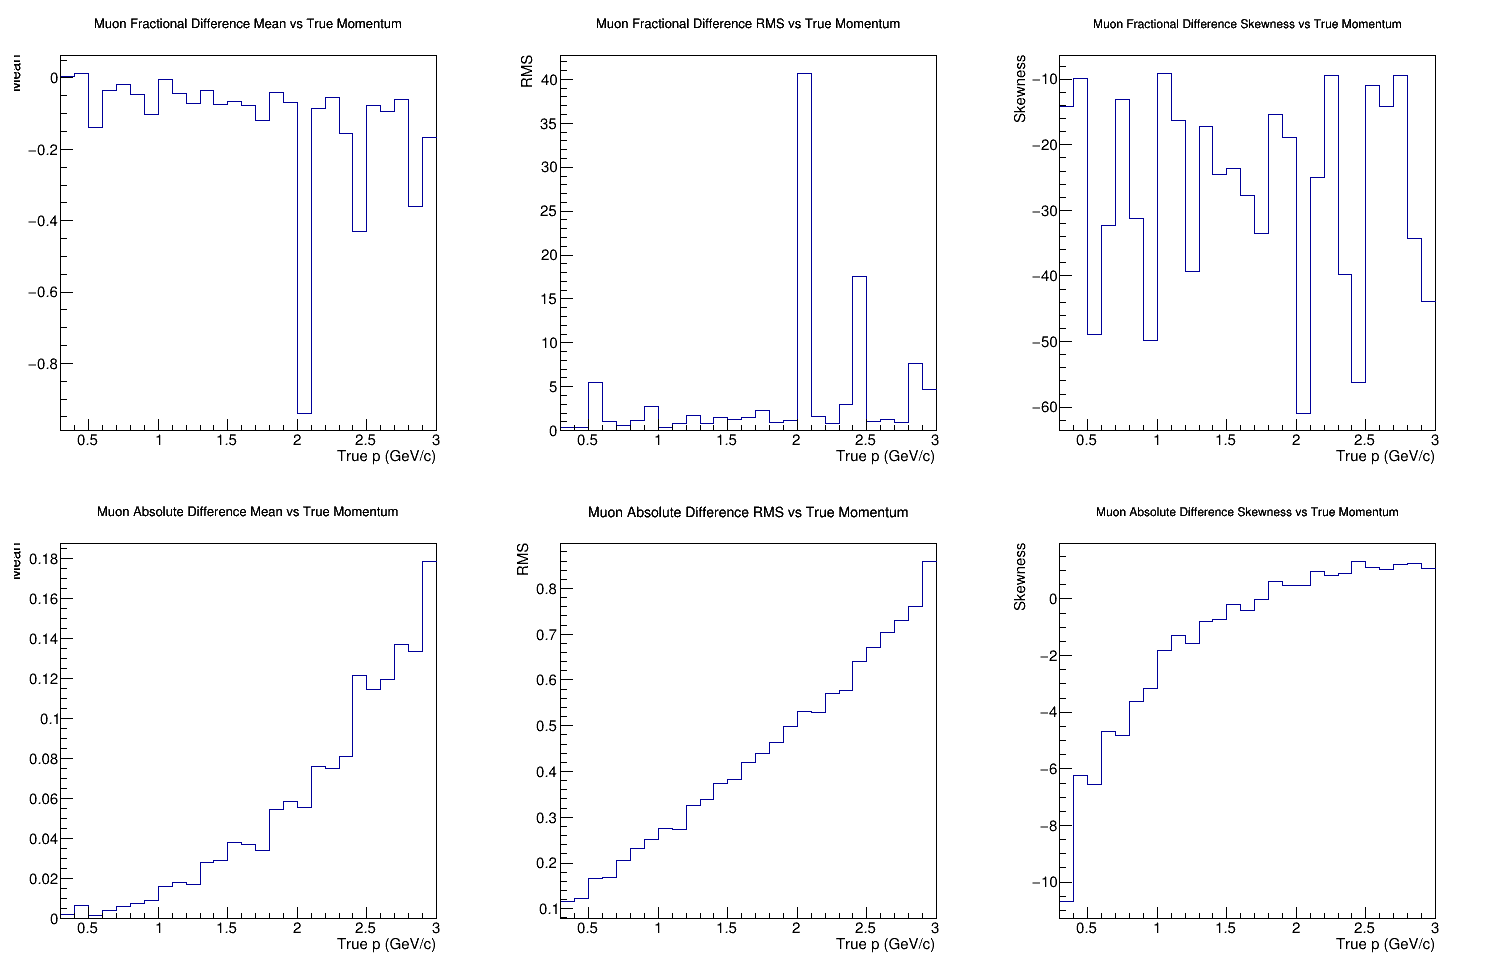 Muon Fractional Difference Mean vs True Momentum
Mean
0
−0.2
−0.4
−0.6
−0.8
0.5 1 1.5 2 2.5 3
True p (GeV/c)
Muon Fractional Difference RMS vs True Momentum
RMS
40
35
30
25
20
15
10
5
0
0.5 1 1.5 2 2.5 3
True p (GeV/c)
Muon Fractional Difference Skewness vs True Momentum
Skewness
−10
−20
−30
−40
−50
−60
0.5 1 1.5 2 2.5 3
True p (GeV/c)
Muon Absolute Difference Mean vs True Momentum
Mean
0.18
0.16
0.14
0.12
0.1
0.08
0.06
0.04
0.02
0
0.5 1 1.5 2 2.5 3
True p (GeV/c)
Muon Absolute Difference RMS vs True Momentum
RMS
0.8
0.7
0.6
0.5
0.4
0.3
0.2
0.1
0.5 1 1.5 2 2.5 3
True p (GeV/c)
Muon Absolute Difference Skewness vs True Momentum
Skewness
0
−2
−4
−6
−8
−10
0.5 1 1.5 2 2.5 3
True p (GeV/c)